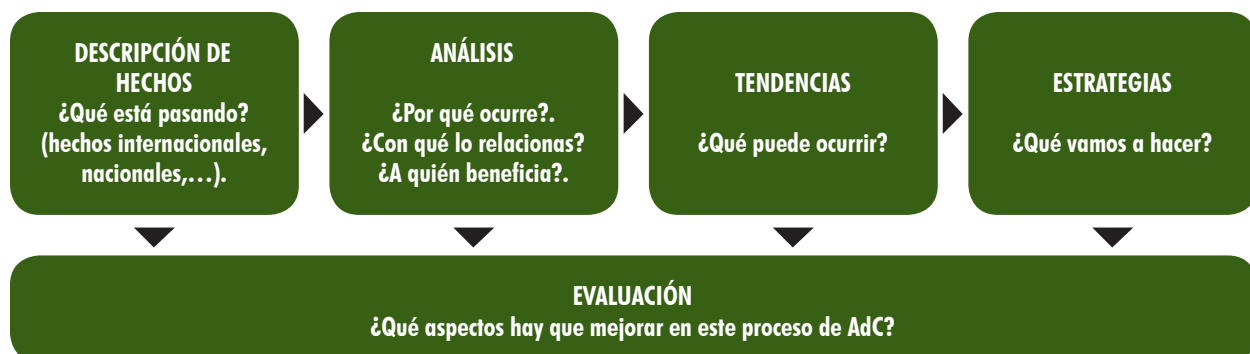 DESCRIPCIÓN DE
HECHOS
¿Qué está pasando?
(hechos internacionales,
nacionales,...).
ANÁLISIS
¿Por qué ocurre?.
¿Con qué lo relacionas?
¿A quién beneficia?.
TENDENCIAS
¿Qué puede ocurrir?
ESTRATEGIAS
¿Qué vamos a hacer?
EVALUACIÓN
¿Qué aspectos hay que mejorar en este proceso de AdC?